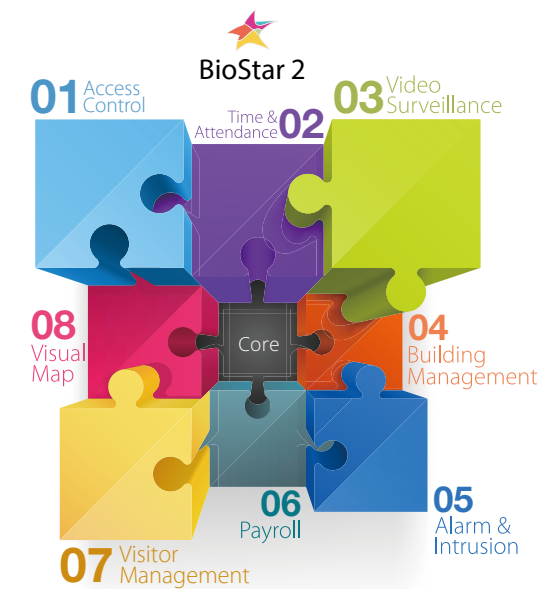 BioStar 2
01 Access
Control
Time &
Attendance 02
03 Video
Surveillance
08
Visual
Map
Core
04
Building
Management
06
Payroll
05
Alarm &
Intrusion
07 Visitor
Management